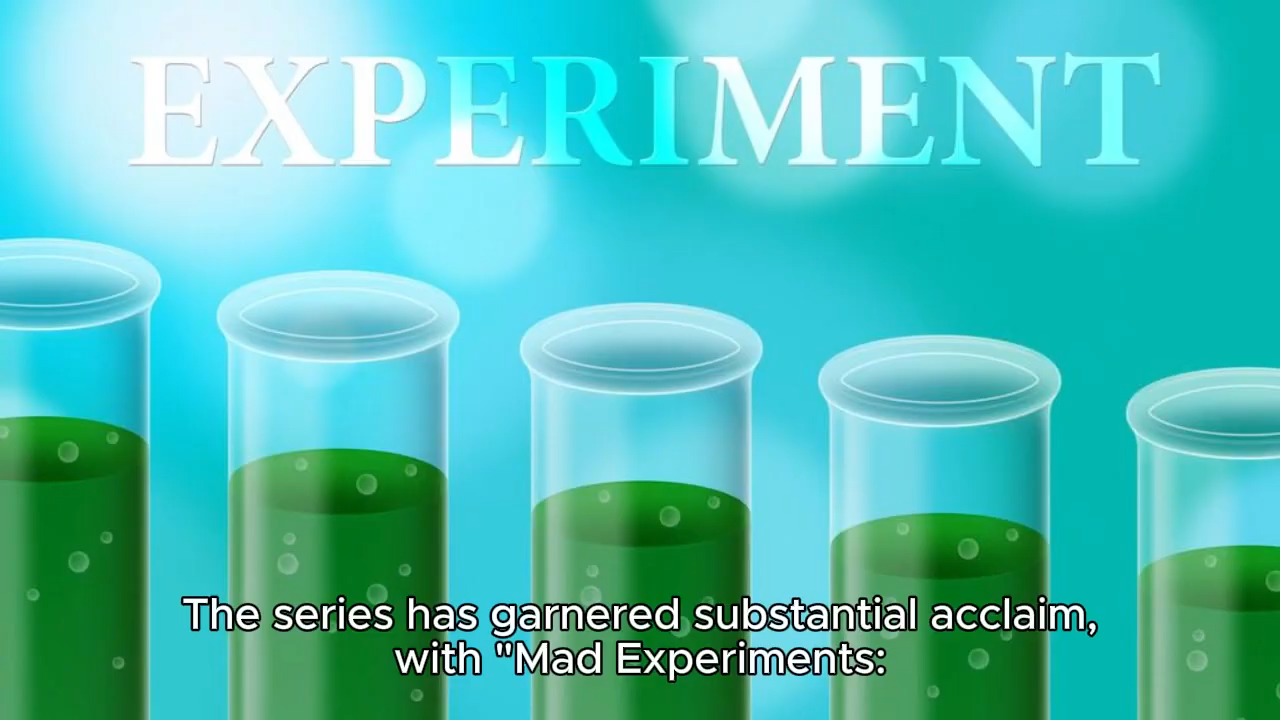 EXPERIMENT
The series has garnered substantial acclaim,
with "Mad Experiments: